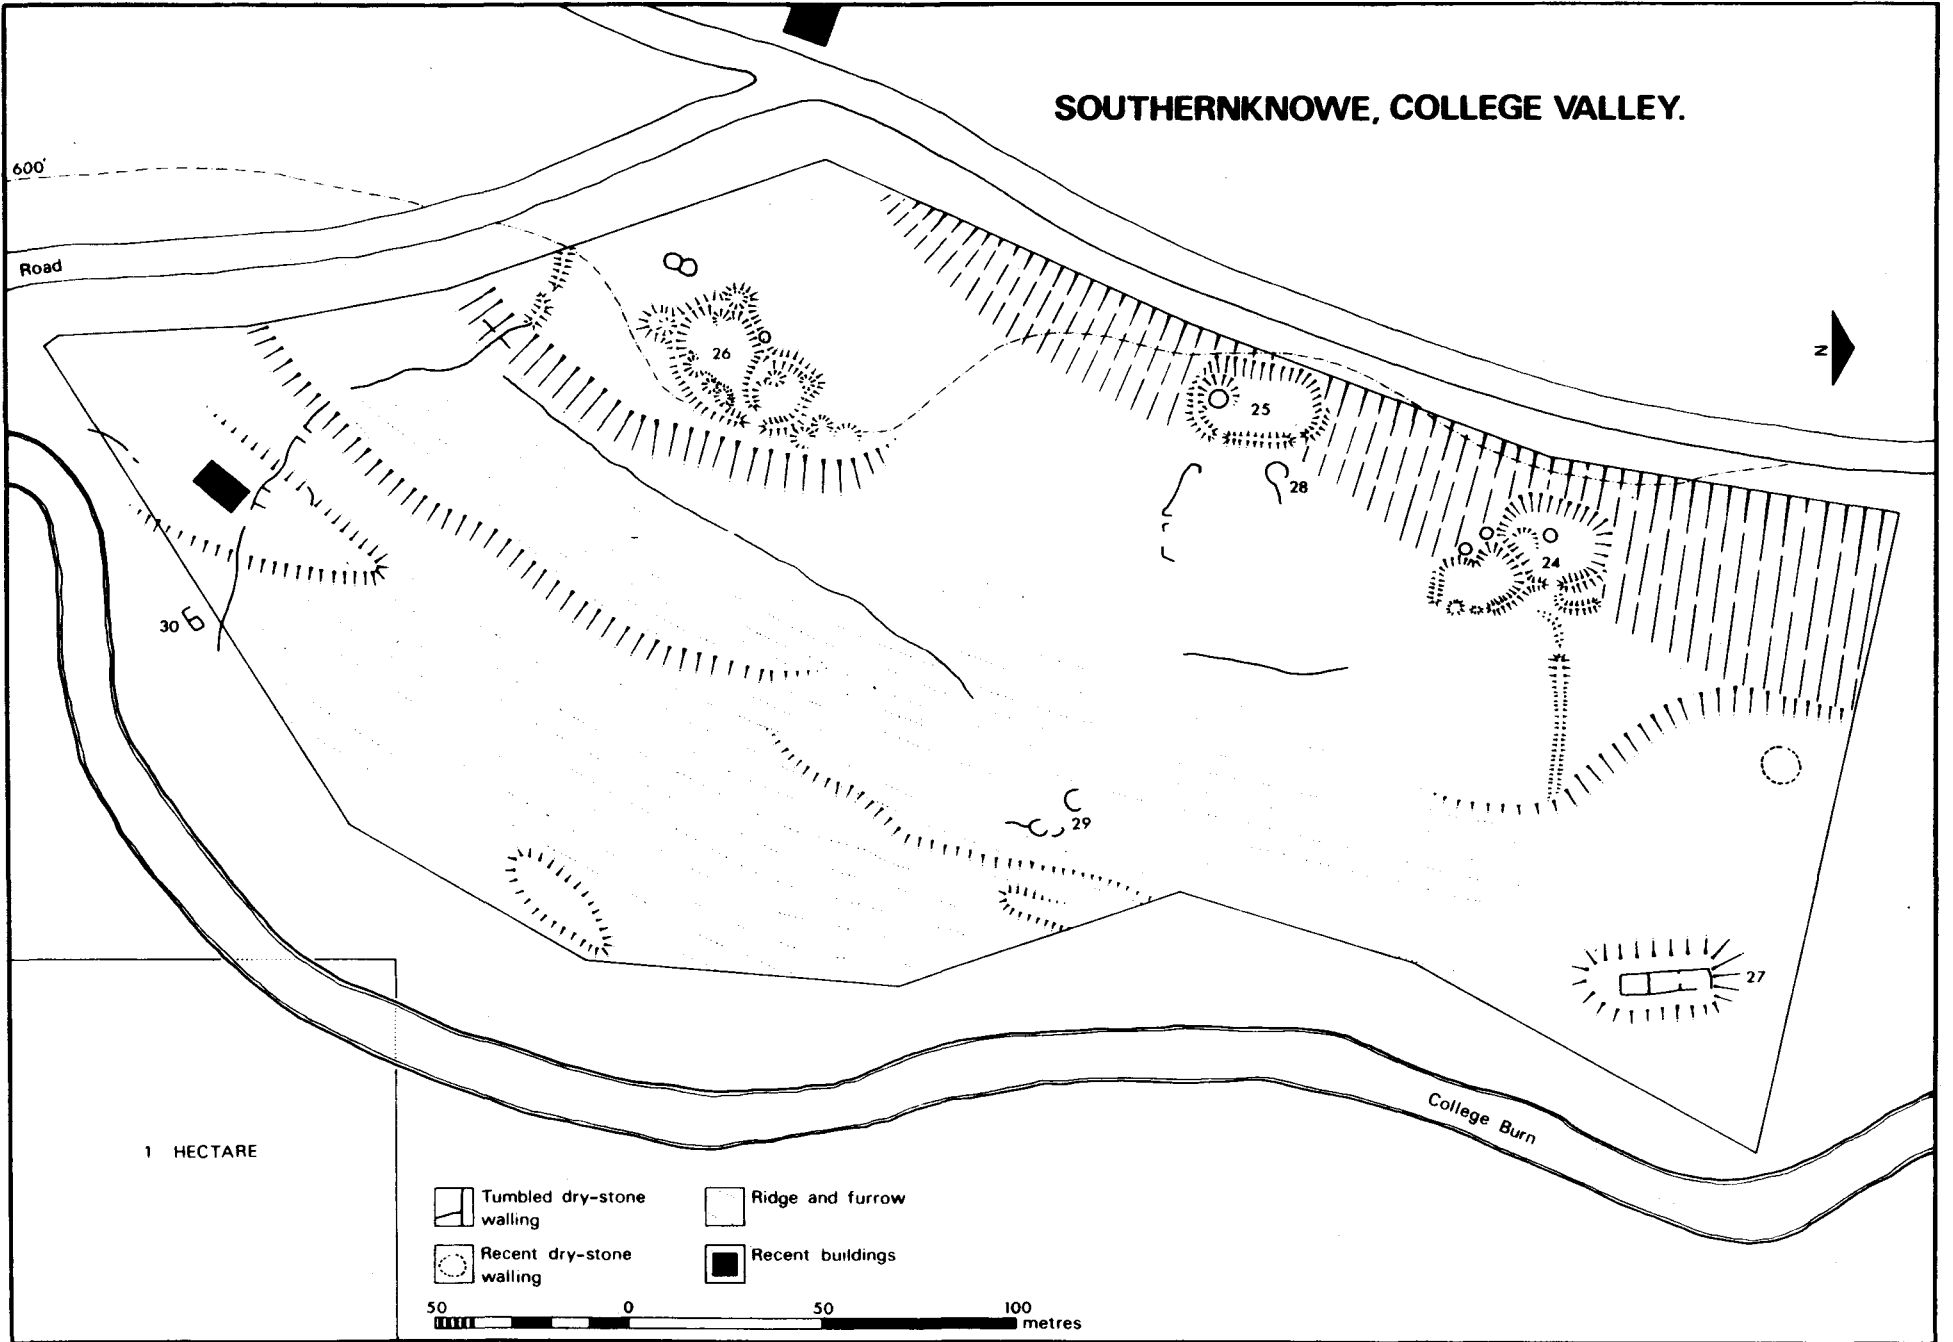 SOUTHERNKNOWE, COLLEGE VALLEY.
600'
Road
N
26
25
28
24
30
29
27
College Burn
1 HECTARE
Tumbled dry-stone
walling
Ridge and furrow
Recent dry-stone
walling
Recent buildings
50 0 50 100
metres